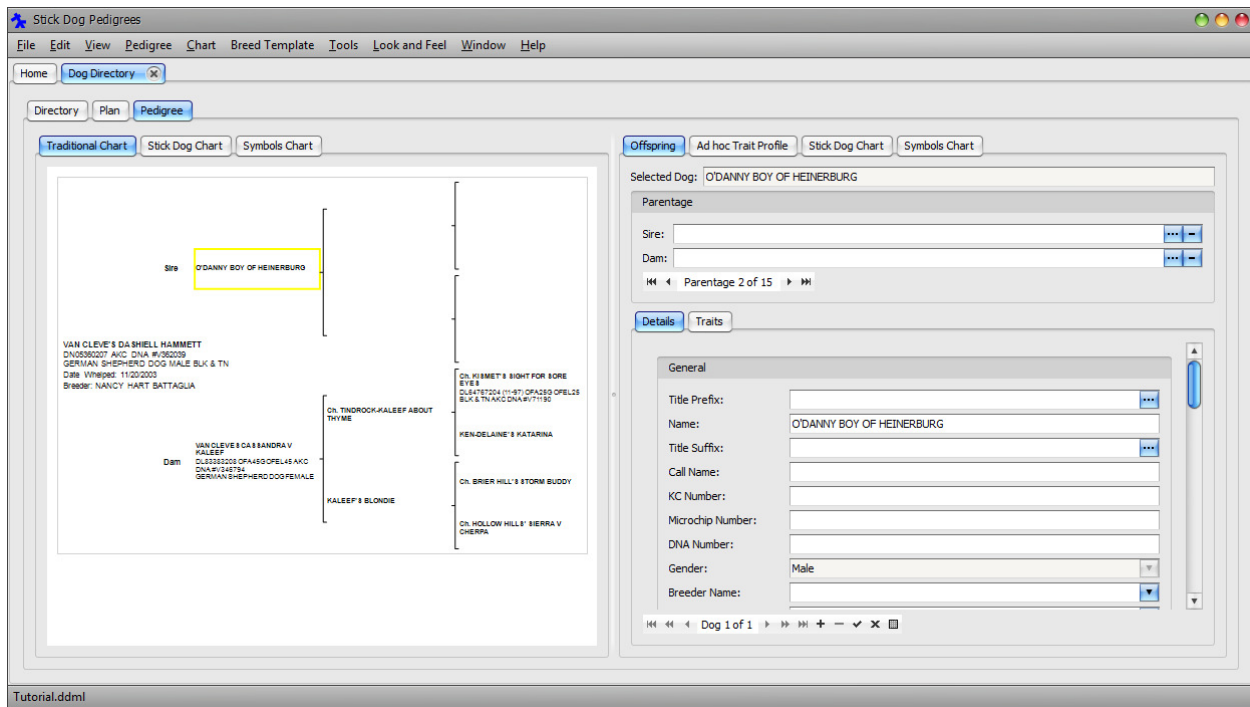 Stick Dog Pedigrees
File Edit View Pedigree Chart Breed Template Tools Look and Feel Window Help
Home Dog Directory
Directory Plan Pedigree
Traditional Chart Stick Dog Chart Symbols Chart
Sire O'DANNY BOY OF HEINERBURG
VAN CLEVE'S DASHIELL HAMMETT
DN05360207 AKC DNA #V362039
GERMAN SHEPHERD DOG MALE BLK & TN
Date Whelped: 11/20/2003
Breeder: NANCY HART BATTAGLIA
Dam
VAN CLEVE'S CASSANDRA V
KALEEF
DL83383208 OFA45G OFEL45 AKC
DNA #V345794
GERMAN SHEPHERD DOG FEMALE
Ch. TINDROCK-KALEEF ABOUT
THYME
KALEEF'S BLONDIE
Ch. KISMET'S SIGHT FOR SORE
EYES
DL64767204 (11-97) OFA25G OFEL25
BLK & TN AKC DNA #V71190
KEN-DELAINE'S KATARINA
Ch. BRIER HILL'S STORM BUDDY
Ch. HOLLOW HILLS' SIERRA V
CHERPA
Offspring Ad hoc Trait Profile Stick Dog Chart Symbols Chart
Selected Dog: O'DANNY BOY OF HEINERBURG
Parentage
Sire:
Dam:
Parentage 2 of 15
Details Traits
General
Title Prefix:
Name: O'DANNY BOY OF HEINERBURG
Title Suffix:
Call Name:
KC Number:
Microchip Number:
DNA Number:
Gender: Male
Breeder Name:
Dog 1 of 1
Tutorial.ddml